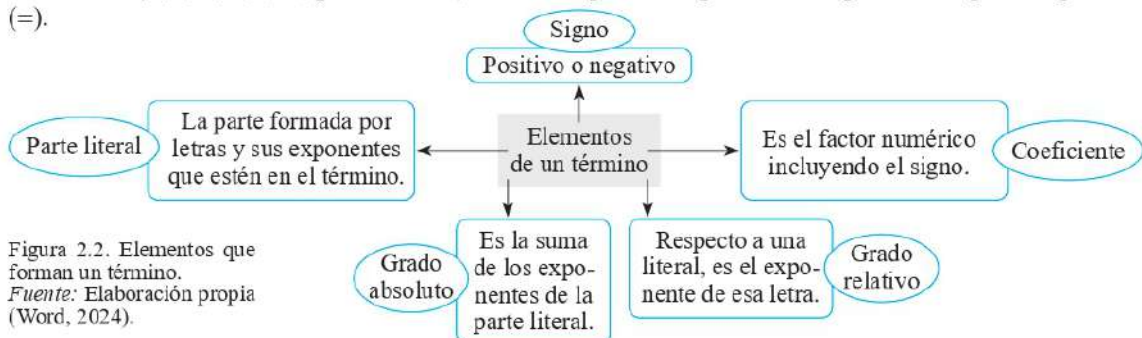 (=).
Signo
Positivo o negativo
Parte literal
La parte formada por
letras y sus exponentes
que estén en el término.
Elementos
de un término
Es el factor numérico
incluyendo el signo.
Coeficiente
Grado
absoluto
Es la suma
de los expo-
nentes de la
parte literal.
Respecto a una
literal, es el expo-
nente de esa letra.
Grado
relativo
Figura 2.2. Elementos que
forman un término.
Fuente: Elaboración propia
(Word, 2024).